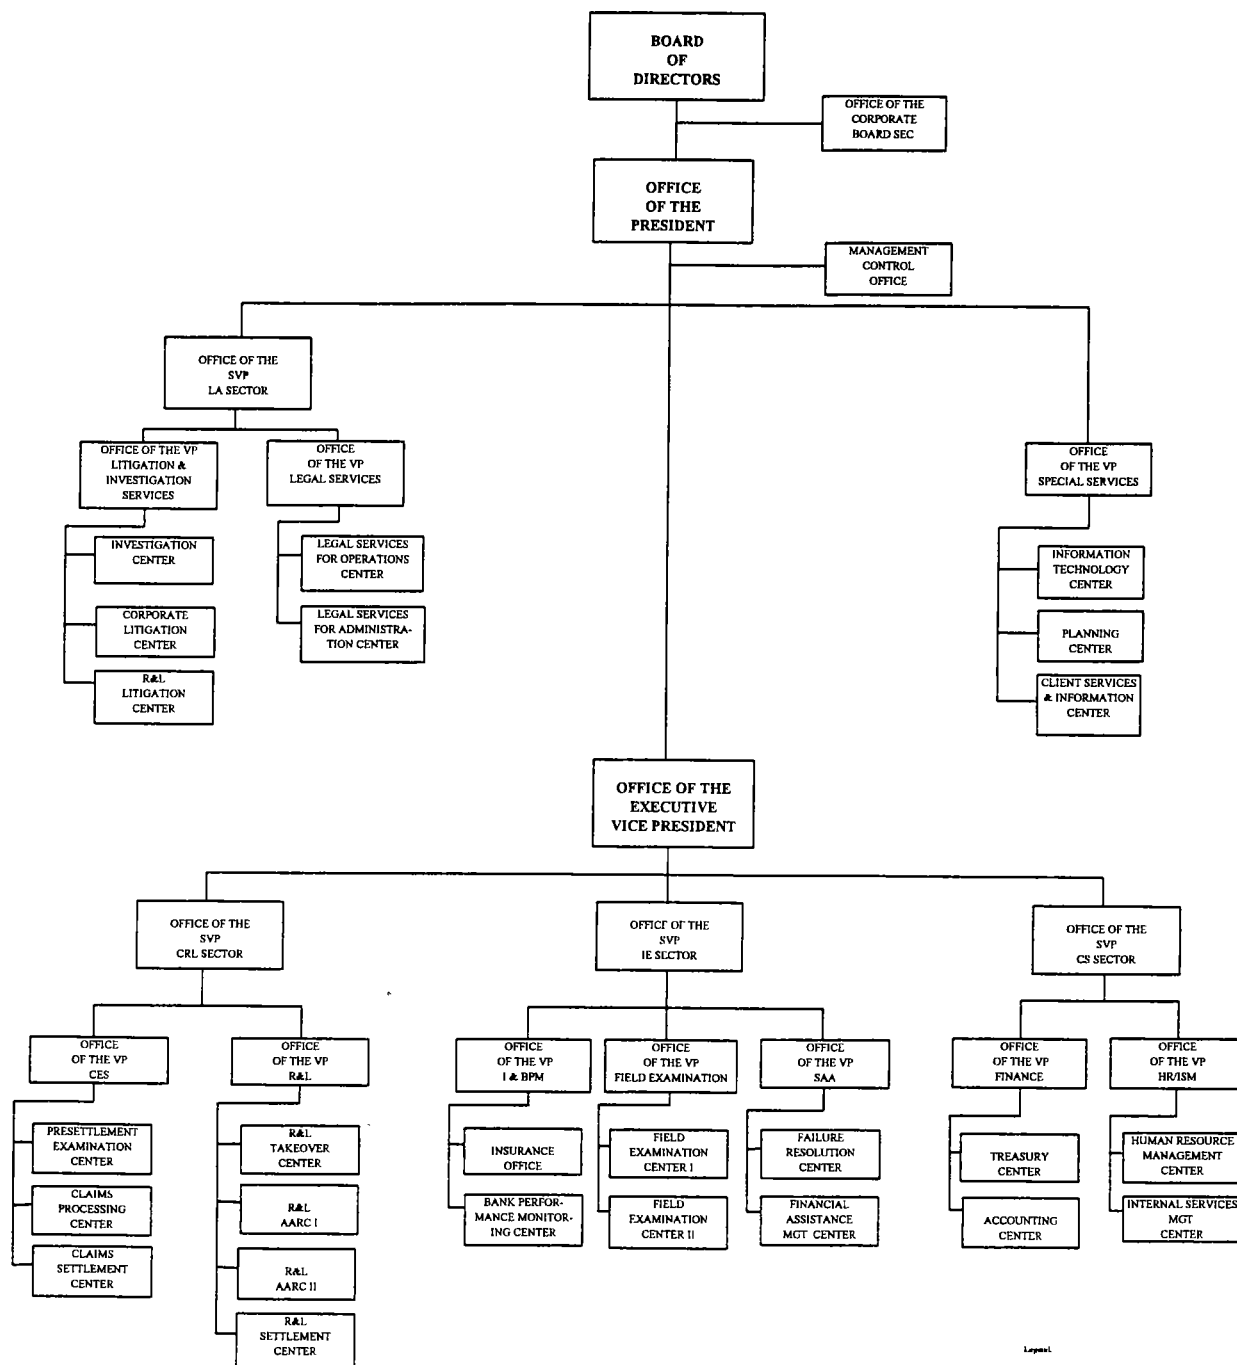 BOARD
OF
DIRECTORS
OFFICE OF THE
CORPORATE
BOARD SEC
OFFICE
OF THE
PRESIDENT
MANAGEMENT
CONTROL
OFFICE
OFFICE OF THE
SVP
LA SECTOR
OFFICE OF THE VP
LITIGATION &
INVESTIGATION
SERVICES
OFFICE
OF THE VP
LEGAL SERVICES
OFFICE
OF THE VP
SPECIAL SERVICES
INVESTIGATION
CENTER
CORPORATE
LITIGATION
CENTER
R&L
LITIGATION
CENTER
LEGAL SERVICES
FOR OPERATIONS
CENTER
LEGAL SERVICES
FOR ADMINISTRA-
TION CENTER
INFORMATION
TECHNOLOGY
CENTER
PLANNING
CENTER
CLIENT SERVICES
& INFORMATION
CENTER
OFFICE OF THE
EXECUTIVE
VICE PRESIDENT
OFFICE OF THE
SVP
CRL SECTOR
OFFICE OF THE
SVP
IE SECTOR
OFFICE OF THE
SVP
CS SECTOR
OFFICE
OF THE VP
CES
OFFICE
OF THE VP
R&L
OFFICE
OF THE VP
I & BPM
OFFICE
OF THE VP
FIELD EXAMINATION
OFFICE
OF THE VP
SAA
OFFICE
OF THE VP
FINANCE
OFFICE
OF THE VP
HR/ISM
PRESETTLEMENT
EXAMINATION
CENTER
CLAIMS
PROCESSING
CENTER
CLAIMS
SETTLEMENT
CENTER
R&L
TAKEOVER
CENTER
R&L
AARC I
R&L
AARC II
R&L
SETTLEMENT
CENTER
INSURANCE
OFFICE
BANK PERFOR-
MANCE MONITOR-
ING CENTER
FIELD
EXAMINATION
CENTER I
FIELD
EXAMINATION
CENTER II
FAILURE
RESOLUTION
CENTER
FINANCIAL
ASSISTANCE
MGT CENTER
TREASURY
CENTER
ACCOUNTING
CENTER
HUMAN RESOURCE
MANAGEMENT
CENTER
INTERNAL SERVICES
MGT
CENTER